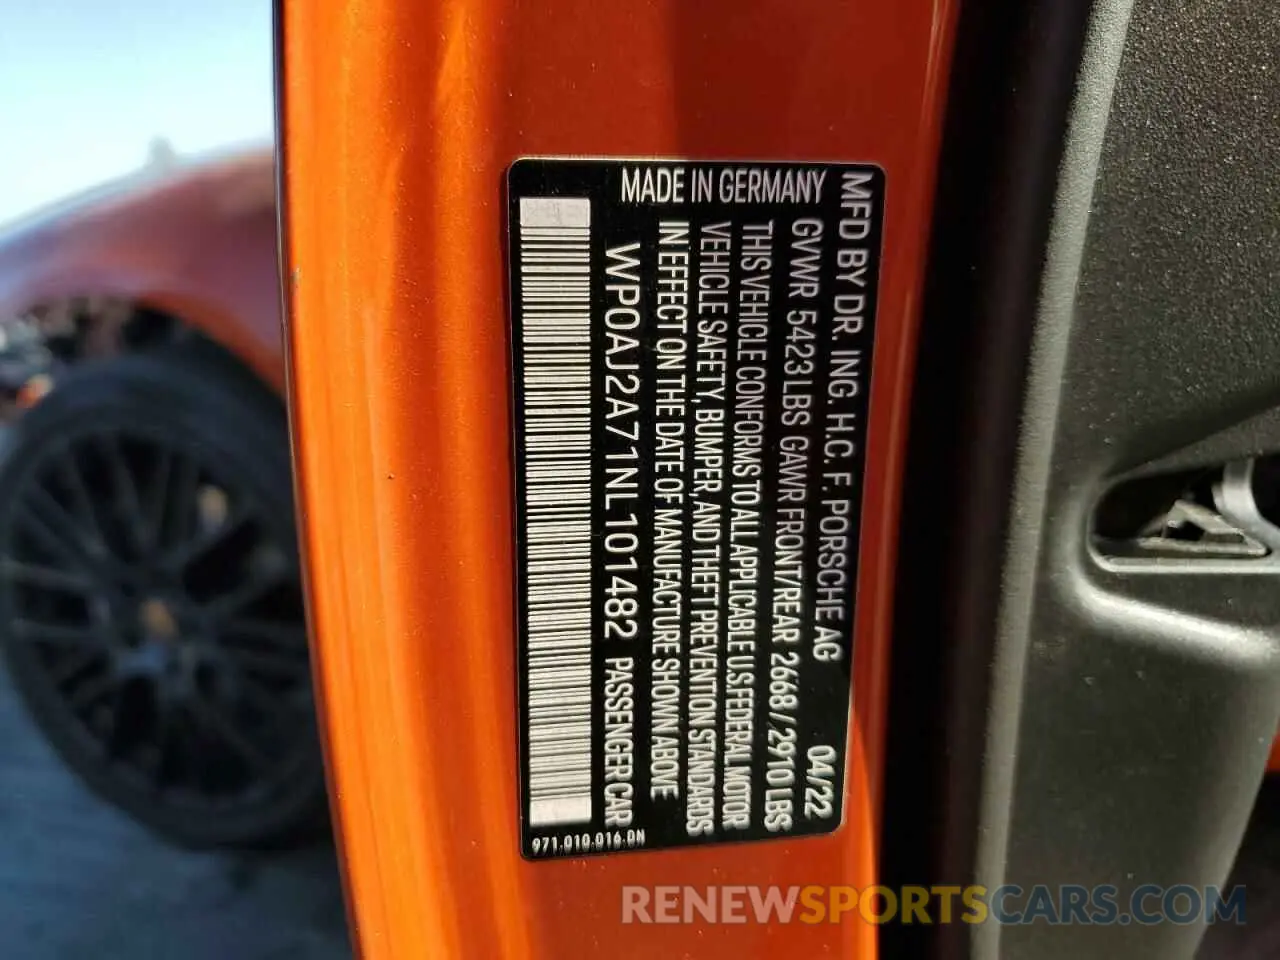 MFD BY DR. ING. H.C. F. PORSCHE AG 04/22
GVWR 5423 LBS GAWR FRONT/REAR 2668 / 2910 LBS
THIS VEHICLE CONFORMS TO ALL APPLICABLE U.S. FEDERAL MOTOR
VEHICLE SAFETY, BUMPER, AND THEFT PREVENTION STANDARDS
IN EFFECT ON THE DATE OF MANUFACTURE SHOWN ABOVE
MADE IN GERMANY
WP0AJ2A71NL101482 PASSENGER CAR
971.010.016.DN
RENEWSPORTSCARS.COM